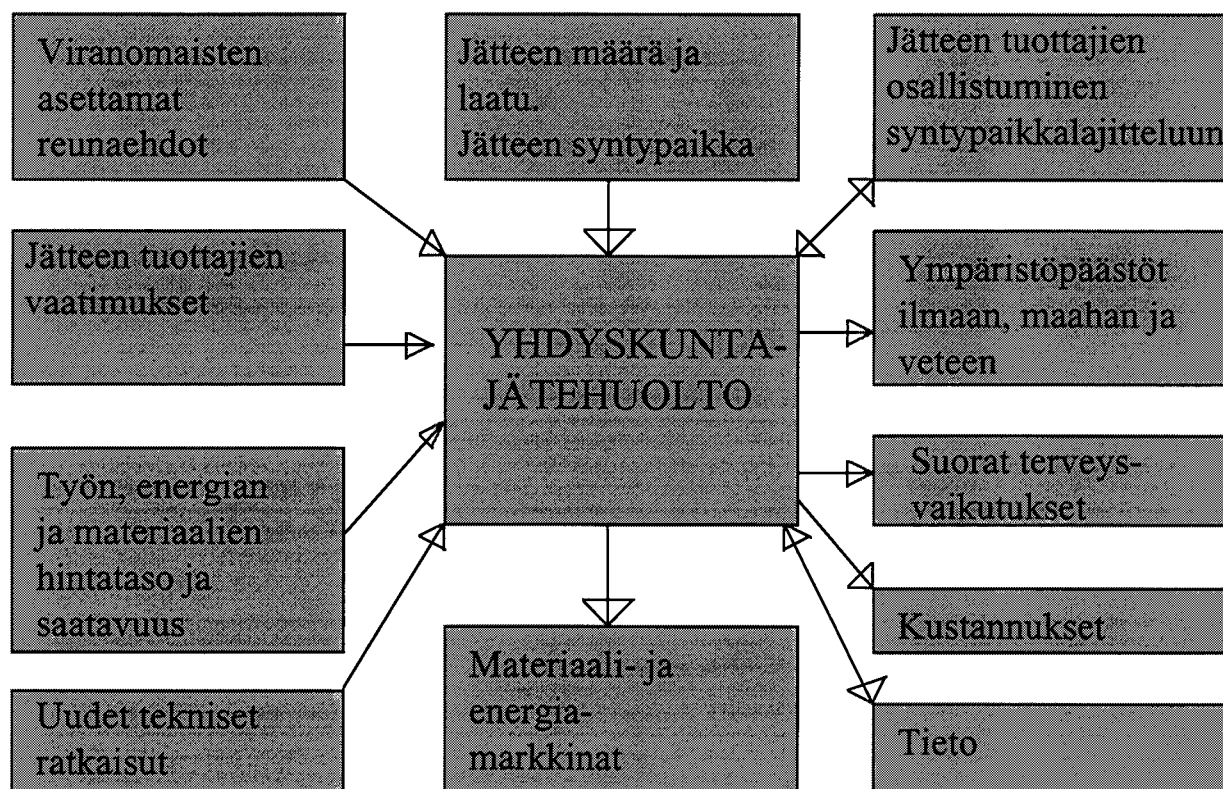 Viranomaisten
asettamat
reunaehdot
Jätteen määrä ja
laatu.
Jätteen syntypaikka
Jätteen tuottajien
osallistuminen
syntypaikkalajitteluun
Jätteen tuottajien
vaatimukset
YHDYSKUNTA-
JÄTEHUOLTO
Ympäristöpäästöt
ilmaan, maahan ja
veteen
Työn, energian
ja materiaalien
hintataso ja
saatavuus
Suorat terveys-
vaikutukset
Kustannukset
Uudet tekniset
ratkaisut
Materiaali- ja
energia-
markkinat
Tieto